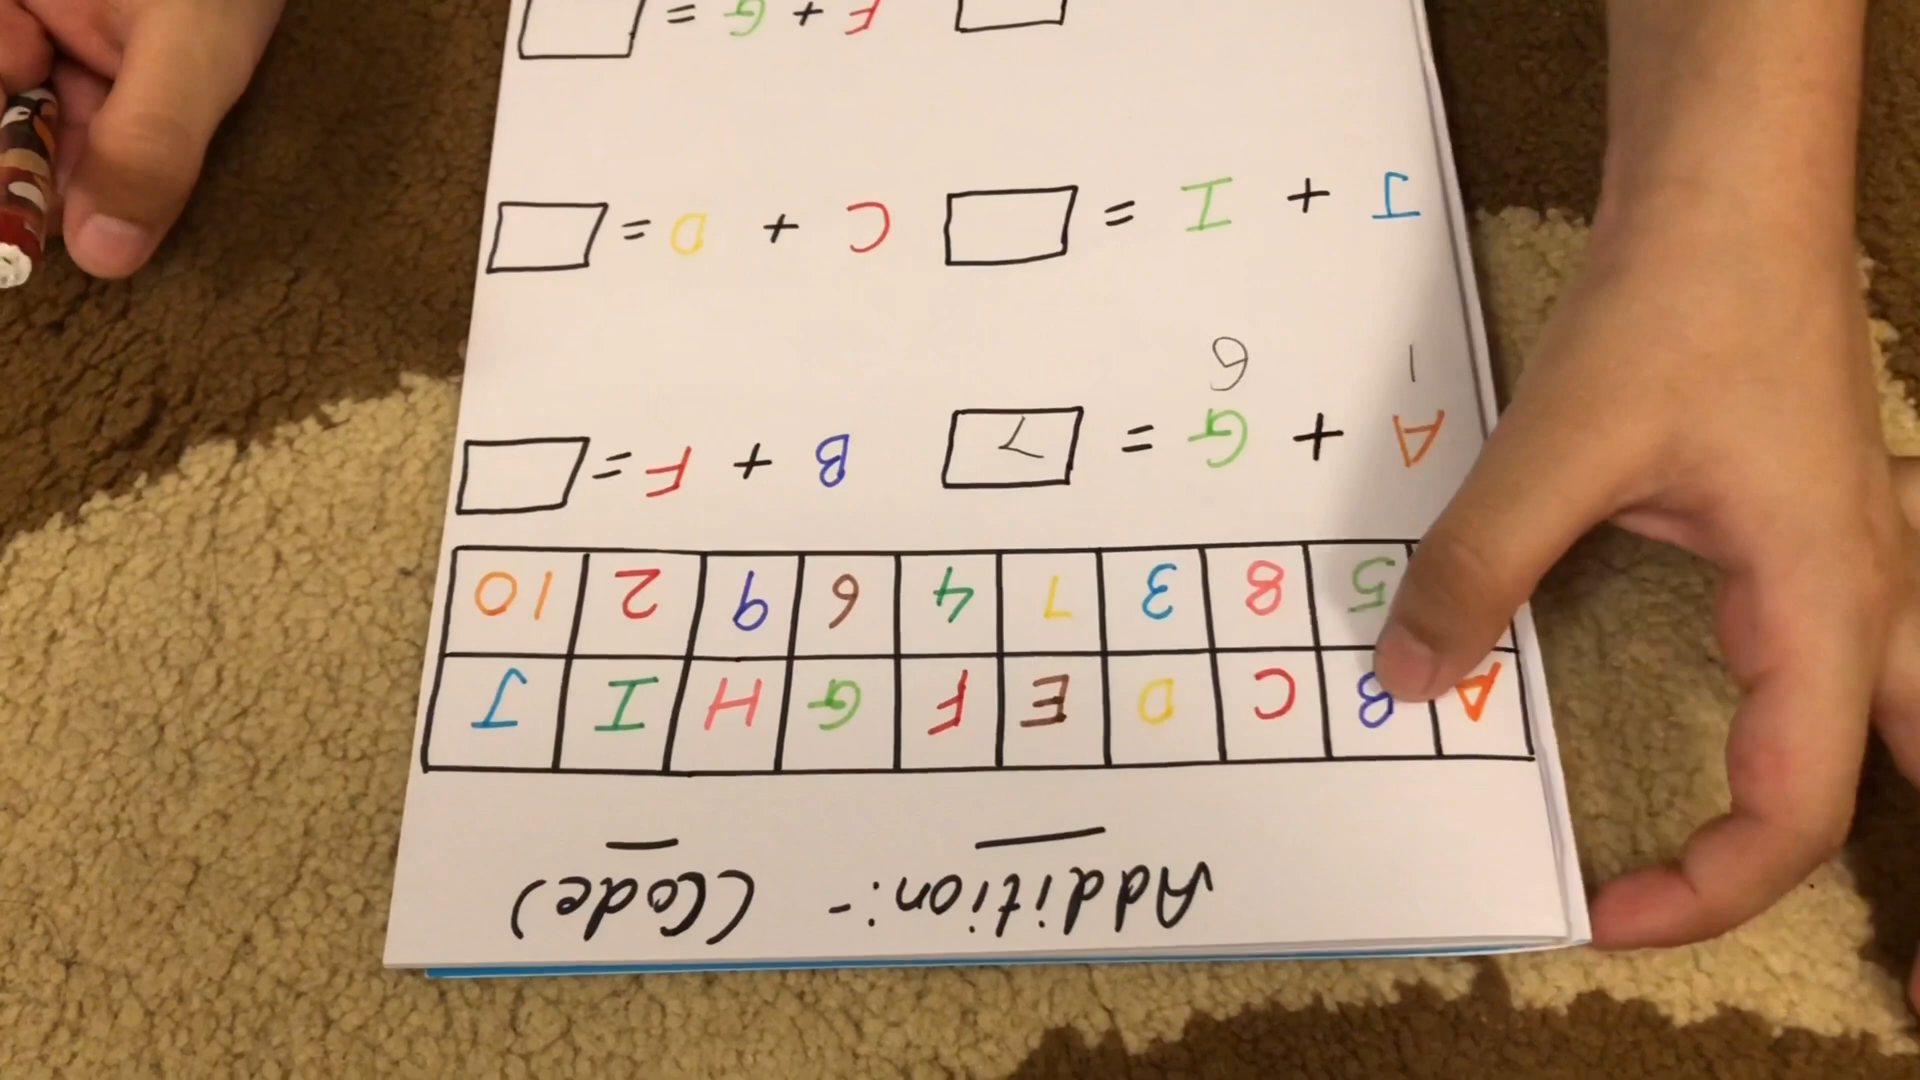 Addition:- (Code)
A B C D E F G H I J
5 8 3 7 4 6 9 2 10
A + G = 7 B + F =
1 6
J + I = C + D =
F + G =